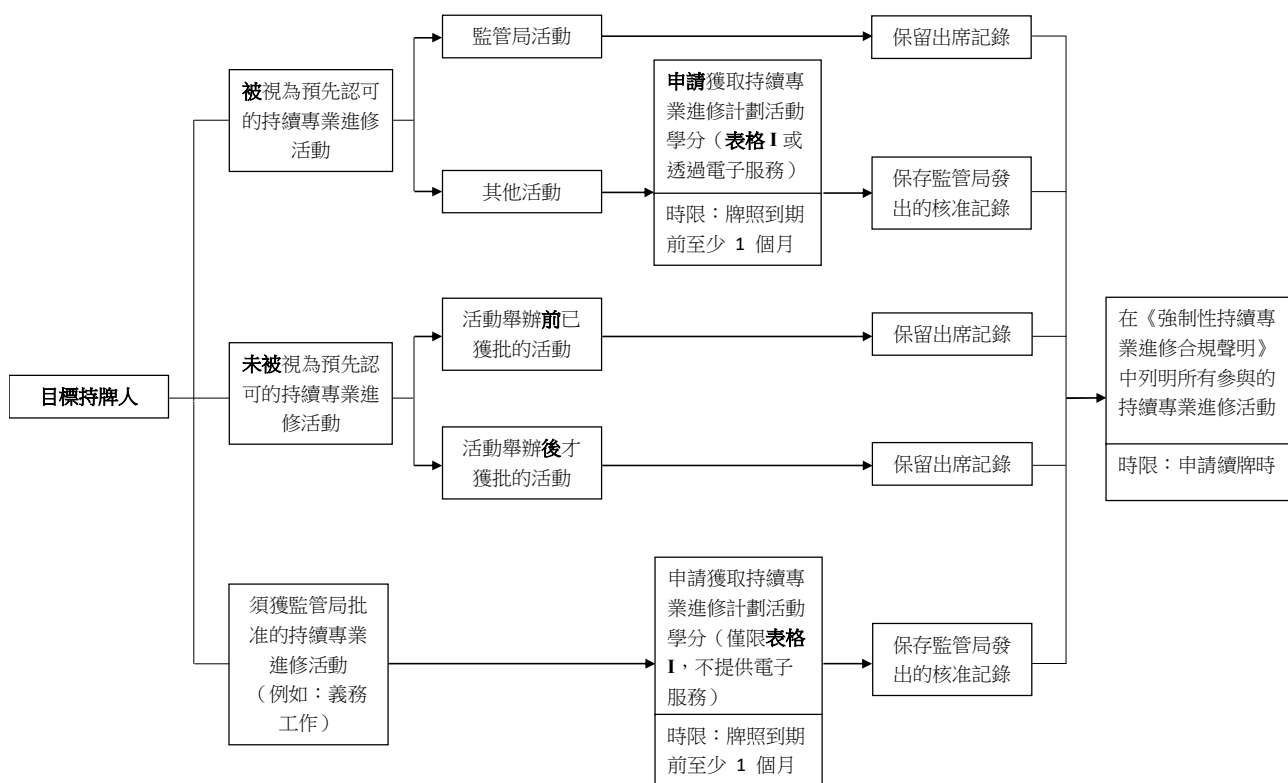 監管局活動
保留出席記錄
被視為預先認可
的持續專業進修
活動
申請獲取持續專
業進修計劃活動
學分（表格 I 或
透過電子服務）
時限：牌照到期
前至少 1 個月
其他活動
保存監管局發
出的核准記錄
目標持牌人
未被視為預先認
可的持續專業進
修活動
活動舉辦前已
獲批的活動
保留出席記錄
活動舉辦後才
獲批的活動
保留出席記錄
在《強制性持續專
業進修合規聲明》
中列明所有參與的
持續專業進修活動
時限：申請續牌時
須獲監管局批
准的持續專業
進修活動
（例如：義務
工作）
申請獲取持續專
業進修計劃活動
學分（僅限表格
I，不提供電子
服務）
時限：牌照到期
前至少 1 個月
保存監管局發
出的核准記錄